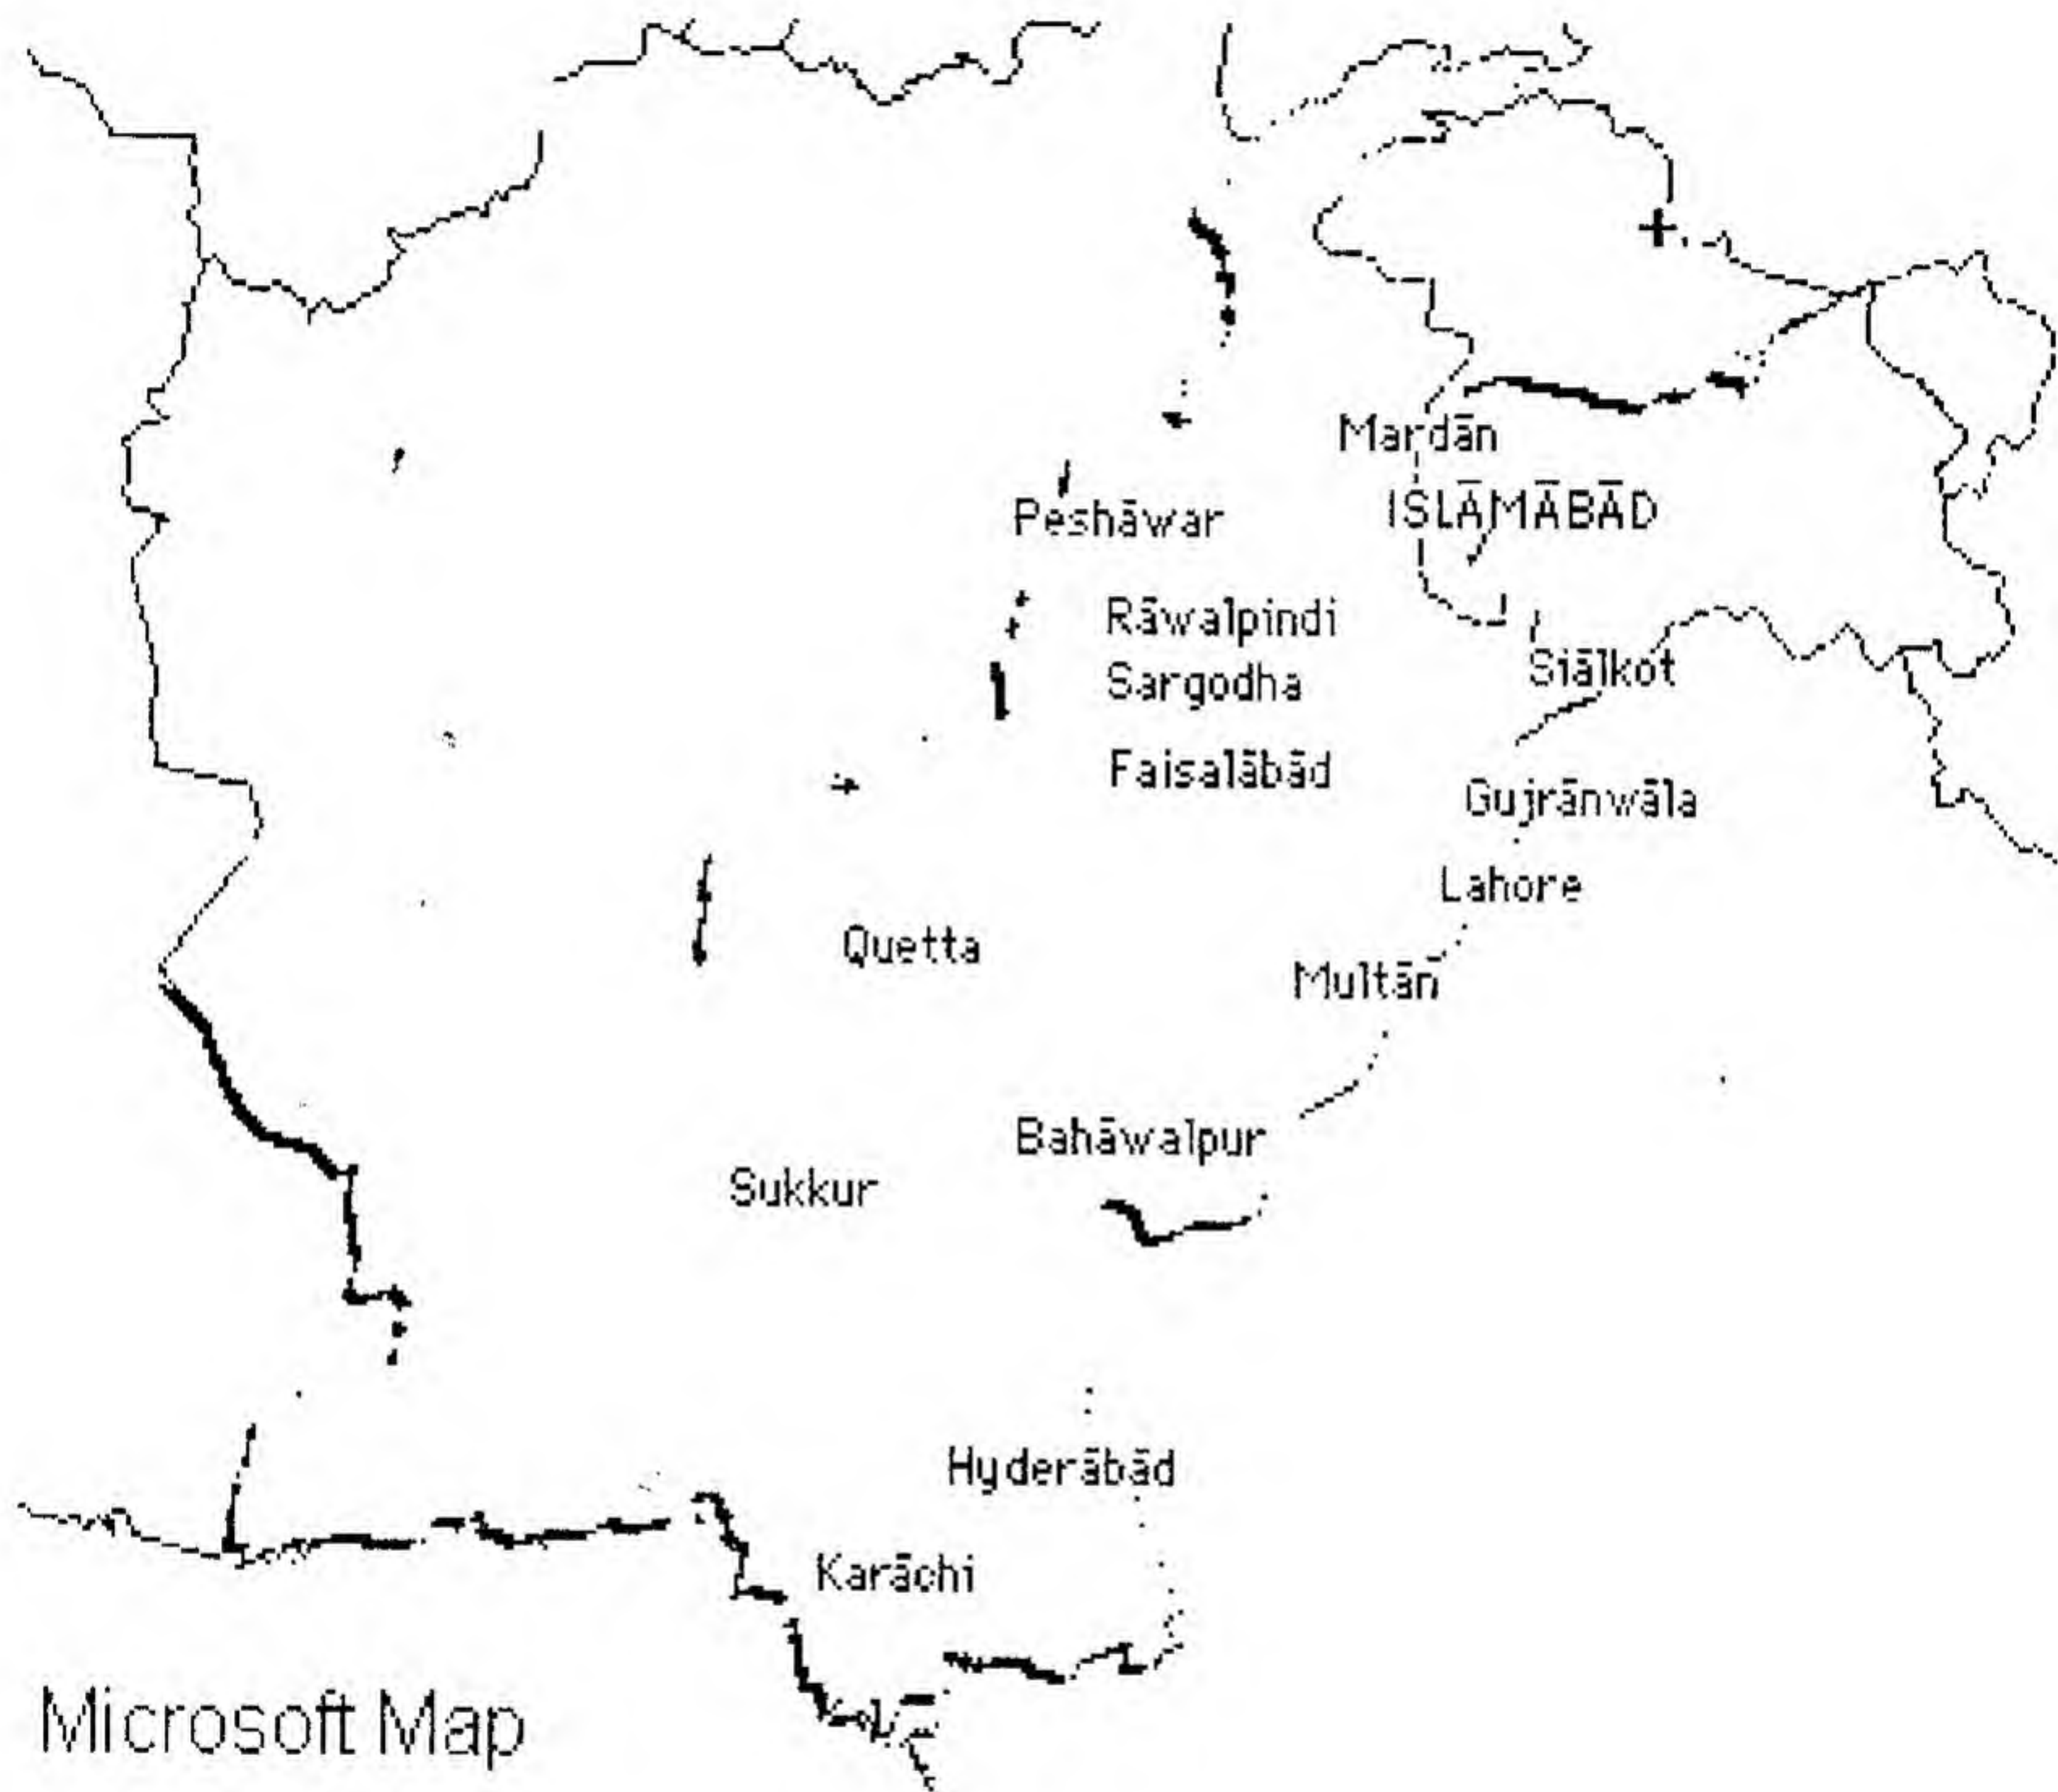 Mardān
Peshāwar
ISLĀMĀBĀD
Rāwalpindi
Siālkot
Sargodha
Faisalābād
Gujrānwāla
Lahore
Quetta
Multān
Bahāwalpur
Sukkur
Hyderābād
Karāchi
Microsoft Map